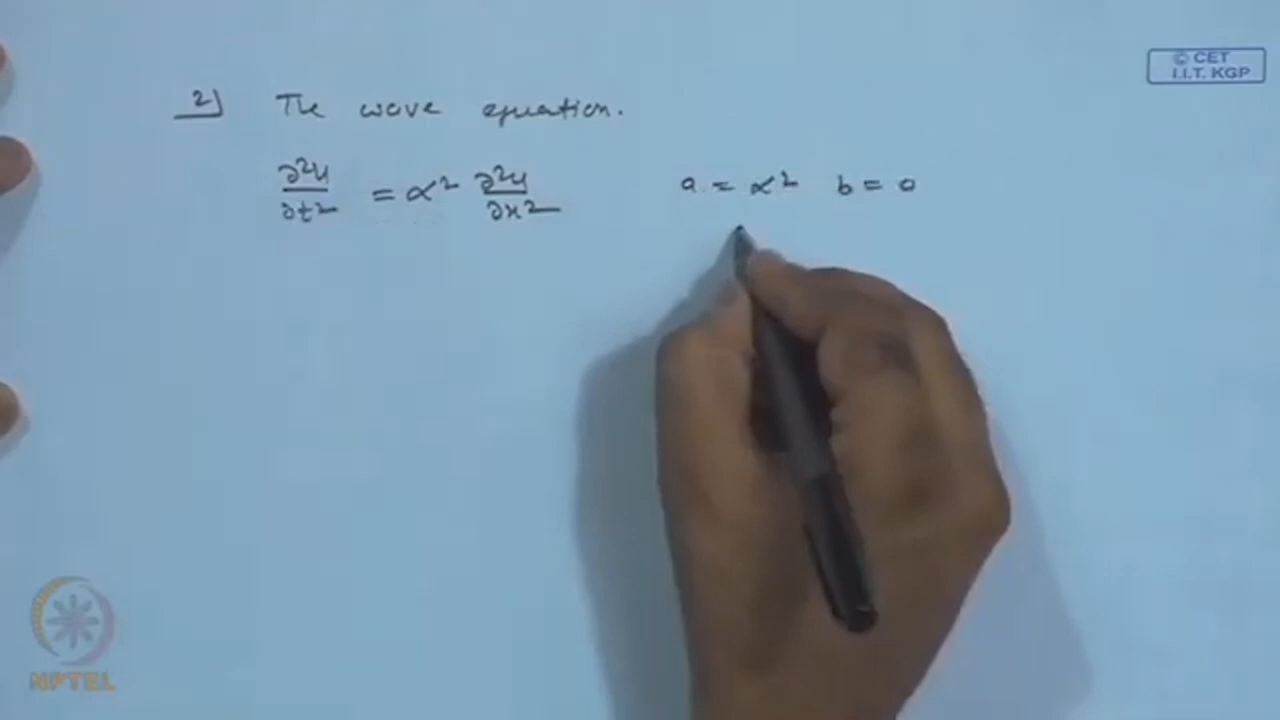 2) The wave equation.
∂²u/∂t² = α² ∂²u/∂x² a = α² b = 0
© CET
I.I.T. KGP
NPTEL